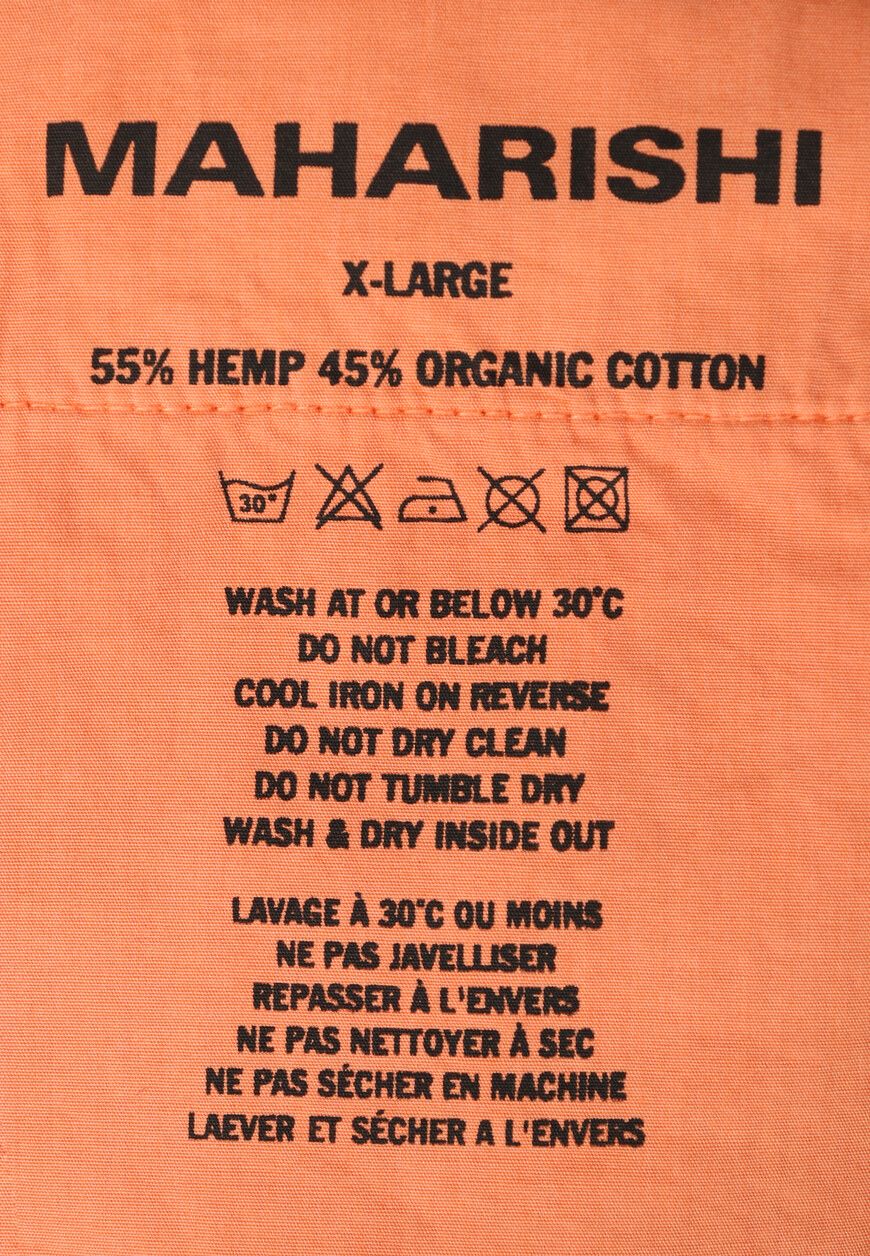 MAHARISHI
X-LARGE
55% HEMP 45% ORGANIC COTTON
30°
WASH AT OR BELOW 30°C
DO NOT BLEACH
COOL IRON ON REVERSE
DO NOT DRY CLEAN
DO NOT TUMBLE DRY
WASH & DRY INSIDE OUT
LAVAGE À 30°C OU MOINS
NE PAS JAVELLISER
REPASSER À L'ENVERS
NE PAS NETTOYER À SEC
NE PAS SÉCHER EN MACHINE
LAEVER ET SÉCHER A L'ENVERS